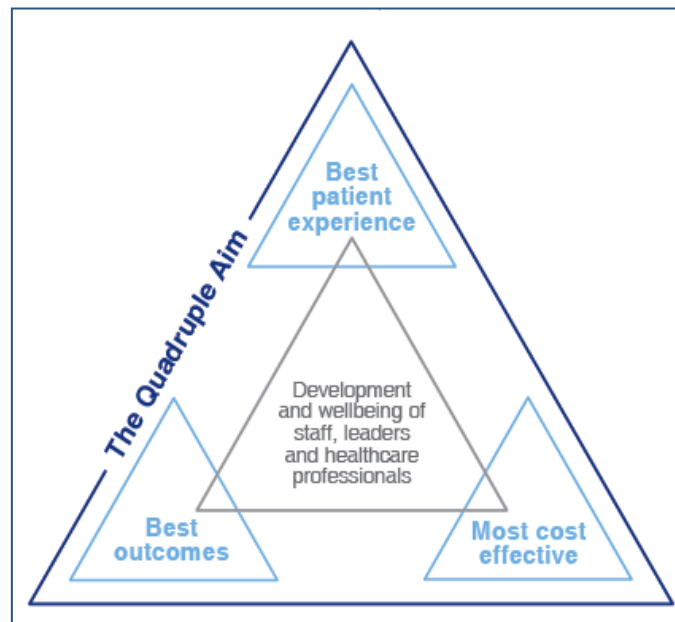 The Quadruple Aim
Best
patient
experience
Development
and wellbeing of
staff, leaders
and healthcare
professionals
Best
outcomes
Most cost
effective